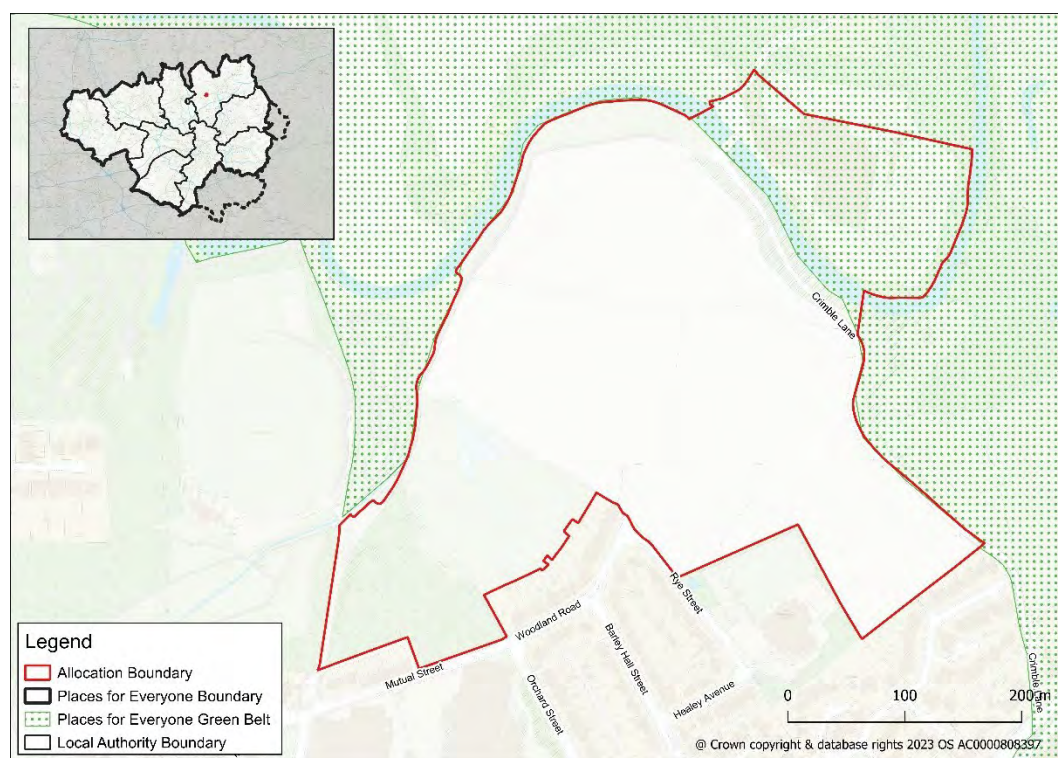 Crimble Lane
Rye Street
Woodland Road
Mutual Street
Barley Hall Street
Orchard Street
Healey Avenue
Crimble Lane
Legend
Allocation Boundary
Places for Everyone Boundary
Places for Everyone Green Belt
Local Authority Boundary
0 100 200 m
@ Crown copyright & database rights 2023 OS AC0000808397